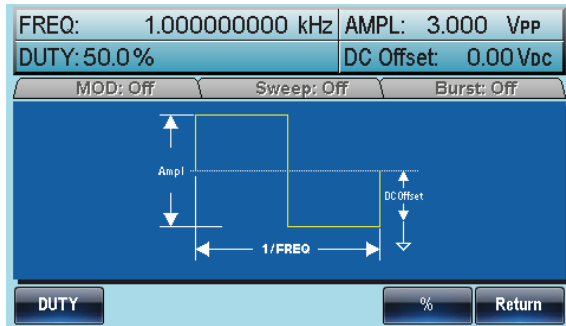 FREQ: 1.000000000 kHz AMPL: 3.000 VPP
DUTY: 50.0% DC Offset: 0.00 VDC
MOD: Off Sweep: Off Burst: Off
Ampl
DC Offset
1/FREQ
DUTY % Return